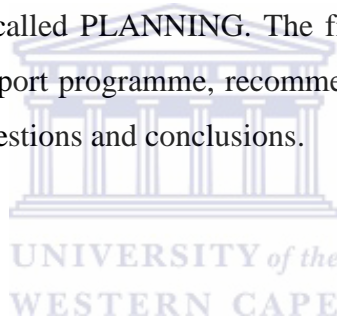 called PLANNING. The f
port programme, recomme
estions and conclusions.
UNIVERSITY of the
WESTERN CAPE